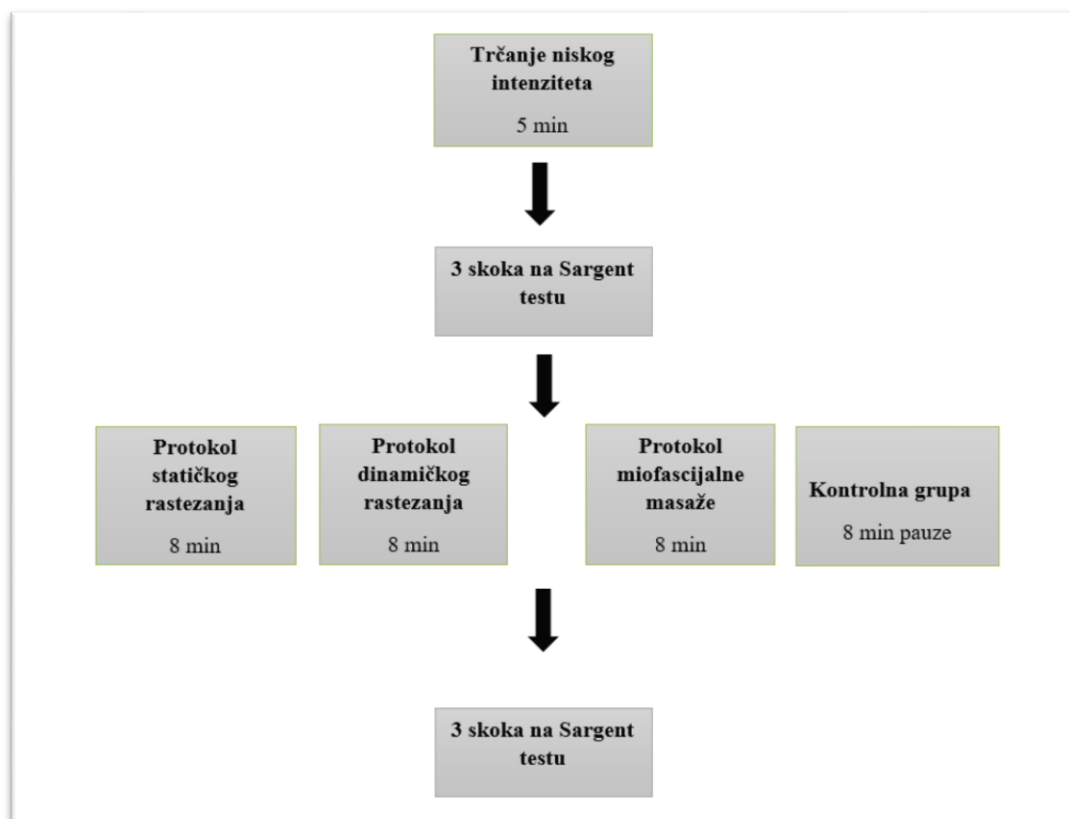 Trčanje niskog
intenziteta
5 min
3 skoka na Sargent
testu
Protokol
statičkog
rastezanja
8 min
Protokol
dinamičkog
rastezanja
8 min
Protokol
miofascijalne
masaže
8 min
Kontrolna grupa
8 min pauze
3 skoka na Sargent
testu